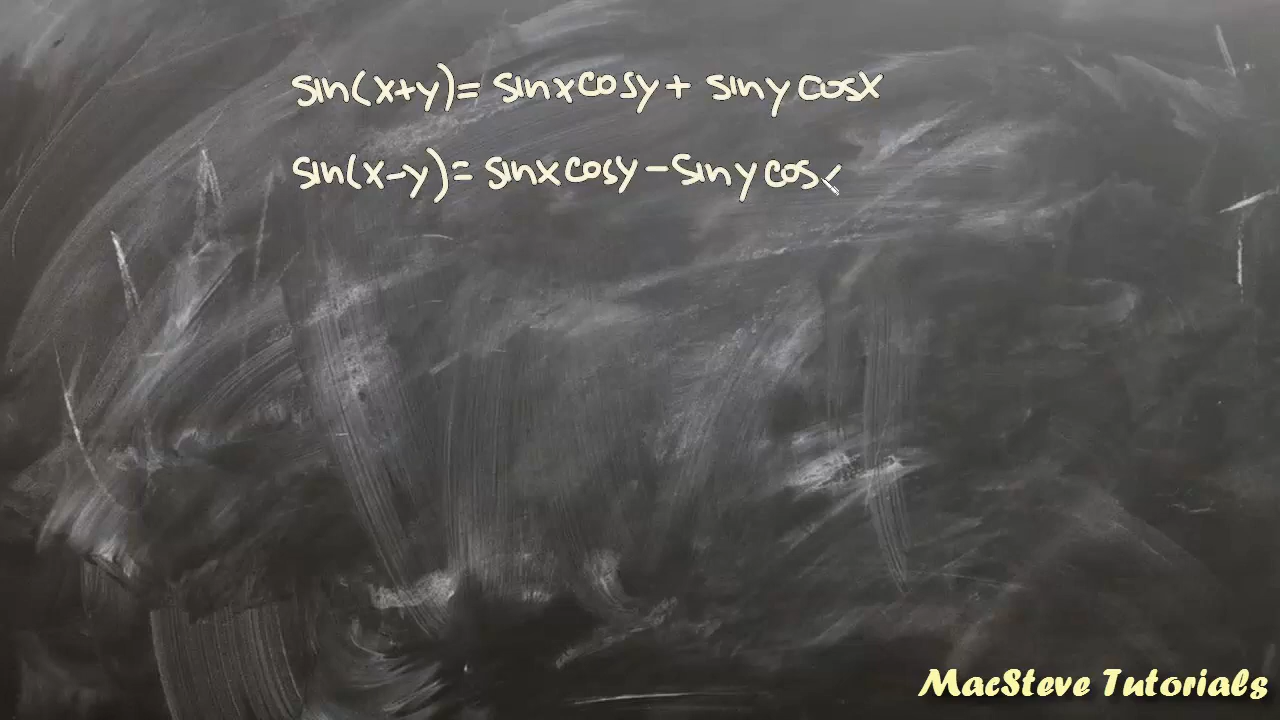 sin(x+y)= sinxcosy+ sinycosx
sin(x-y)= sinxcosy-sinycos
MacSteve Tutorials